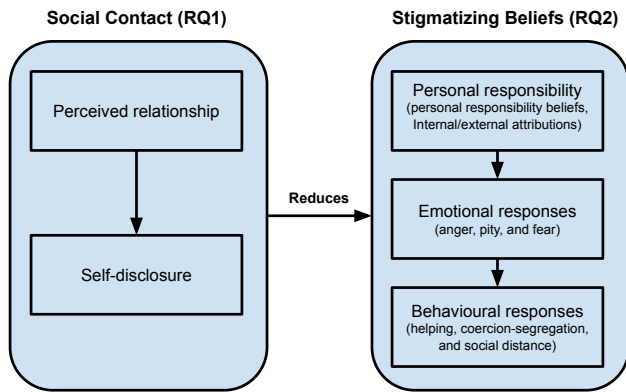 Social Contact (RQ1)
Perceived relationship
Self-disclosure
Reduces
Stigmatizing Beliefs (RQ2)
Personal responsibility
(personal responsibility beliefs,
Internal/external attributions)
Emotional responses
(anger, pity, and fear)
Behavioural responses
(helping, coercion-segregation,
and social distance)